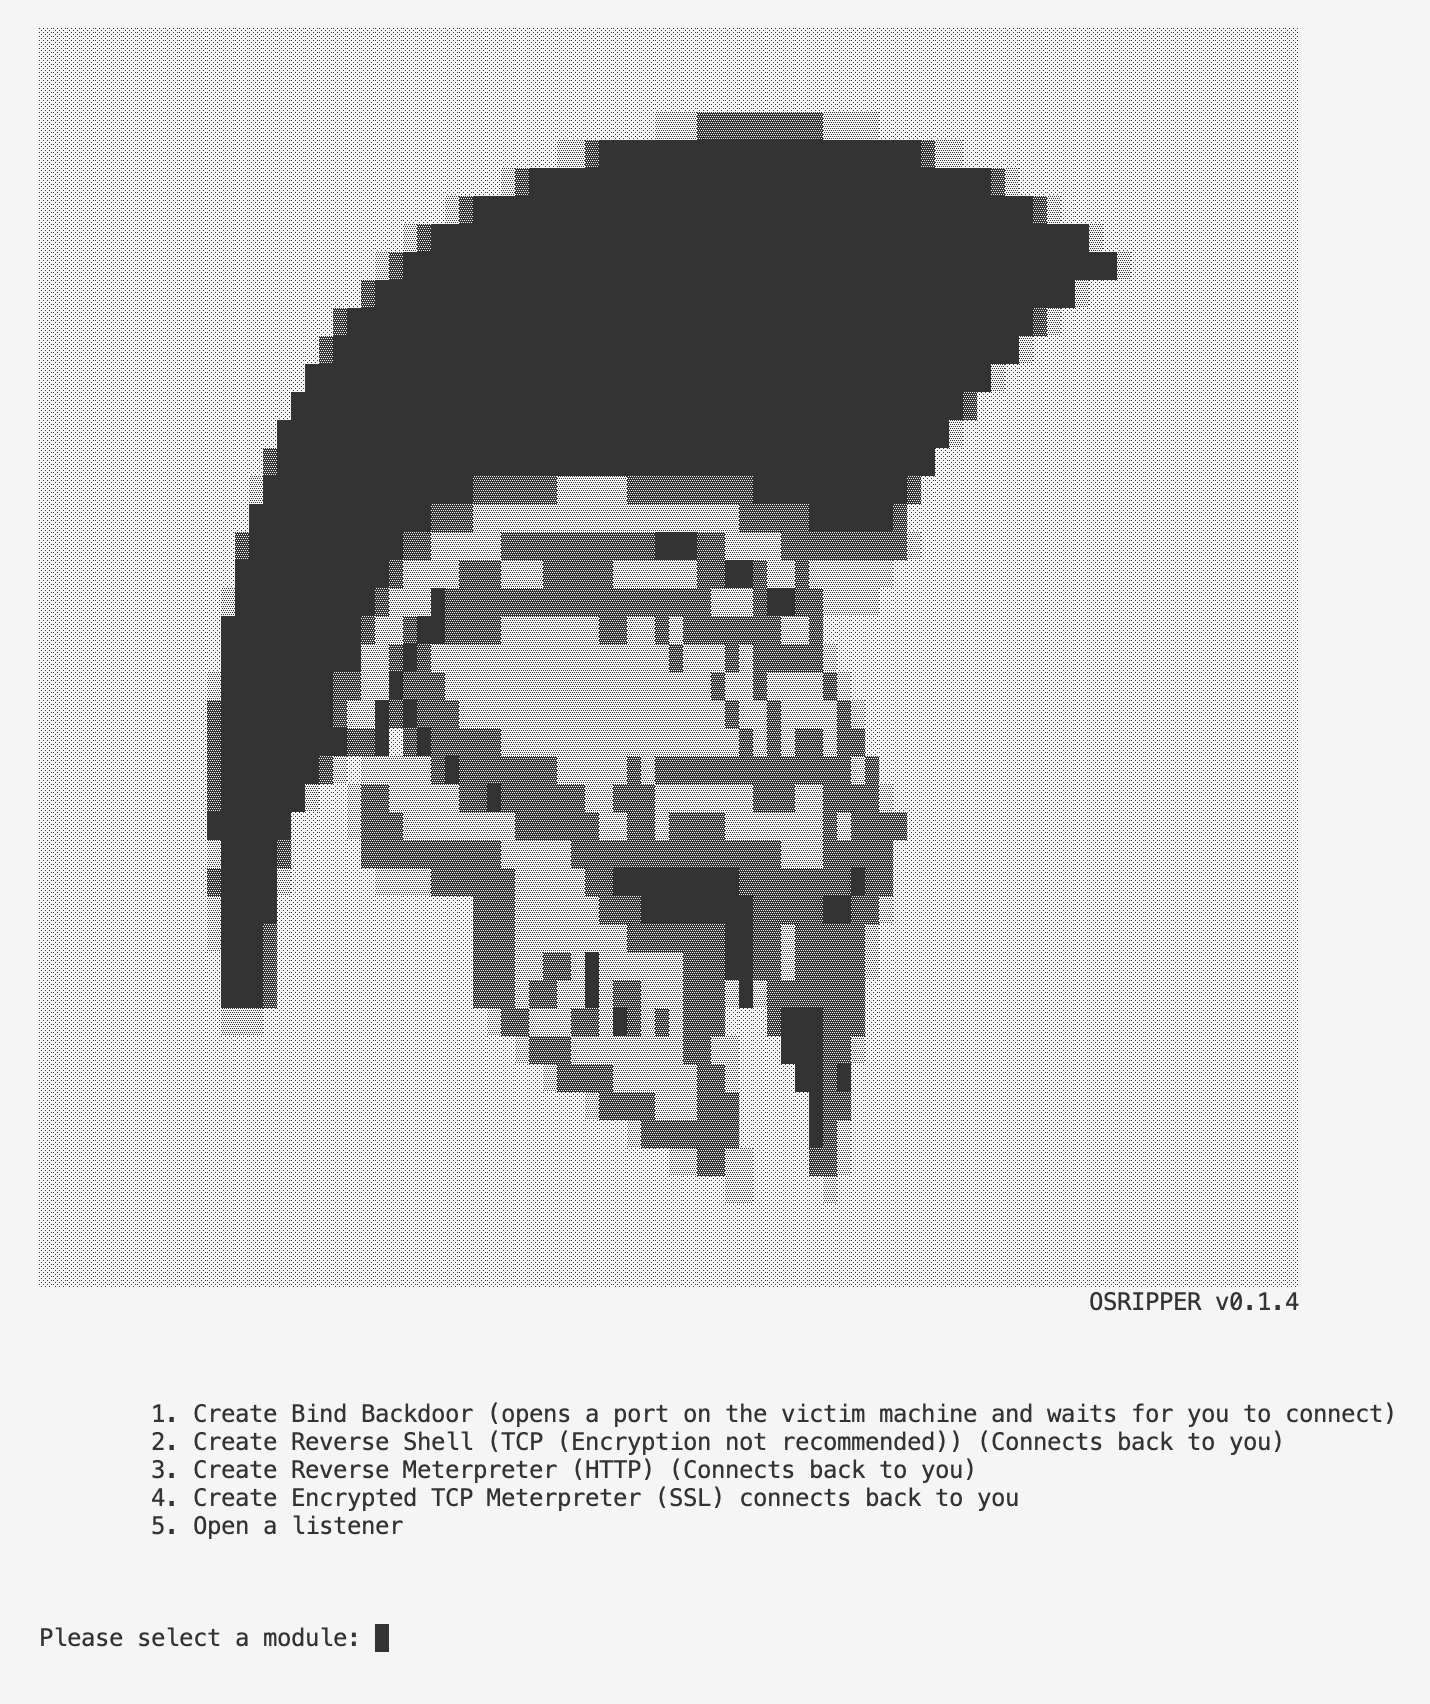 OSRIPPER v0.1.4
1. Create Bind Backdoor (opens a port on the victim machine and waits for you to connect)
2. Create Reverse Shell (TCP (Encryption not recommended)) (Connects back to you)
3. Create Reverse Meterpreter (HTTP) (Connects back to you)
4. Create Encrypted TCP Meterpreter (SSL) connects back to you
5. Open a listener
Please select a module: